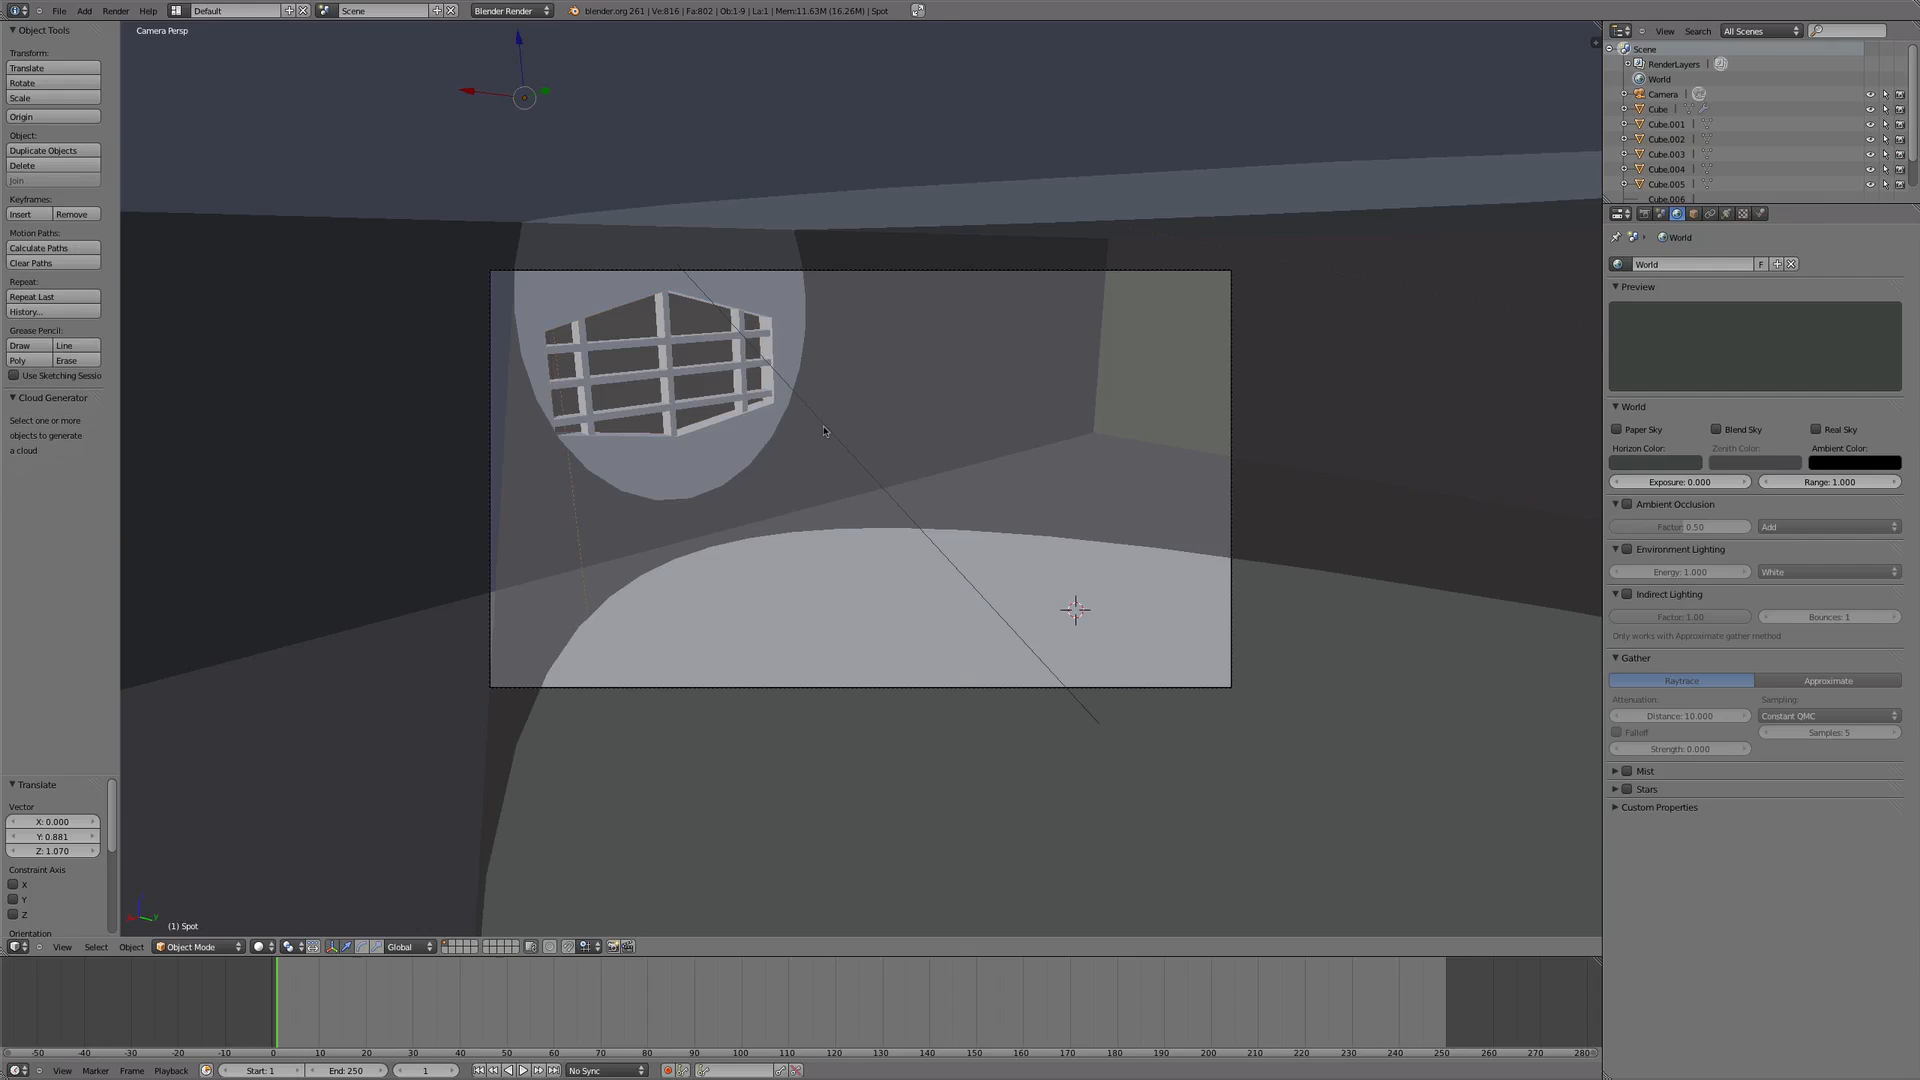 File Add Render Help Default Scene Blender Render blender.org 261 | Ve:816 | Fa:802 | Ob:1-9 | La:1 | Mem:11.63M (16.26M) | Spot
Object Tools
Transform:
Translate
Rotate
Scale
Origin
Object:
Duplicate Objects
Delete
Join
Keyframes:
Insert Remove
Motion Paths:
Calculate Paths
Clear Paths
Repeat:
Repeat Last
History...
Grease Pencil:
Draw Line
Poly Erase
Use Sketching Sessio
Cloud Generator
Select one or more
objects to generate
a cloud
Translate
Vector
X: 0.000
Y: 0.881
Z: 1.070
Constraint Axis
X
Y
Z
Orientation
Camera Persp
(1) Spot
View Select Object Object Mode Global
View Search All Scenes
Scene
RenderLayers |
World
Camera |
Cube |
Cube.001 |
Cube.002 |
Cube.003 |
Cube.004 |
Cube.005 |
Cube.006
World
World F
Preview
World
Paper Sky Blend Sky Real Sky
Horizon Color: Zenith Color: Ambient Color:
Exposure: 0.000 Range: 1.000
Ambient Occlusion
Factor: 0.50 Add
Environment Lighting
Energy: 1.000 White
Indirect Lighting
Factor: 1.00 Bounces: 1
Only works with Approximate gather method
Gather
Raytrace Approximate
Attenuation: Sampling:
Distance: 10.000 Constant QMC
Falloff Samples: 5
Strength: 0.000
Mist
Stars
Custom Properties
-50 -40 -30 -20 -10 0 10 20 30 40 50 60 70 80 90 100 110 120 130 140 150 160 170 180 190 200 210 220 230 240 250 260 270 280
View Marker Frame Playback Start: 1 End: 250 1 No Sync